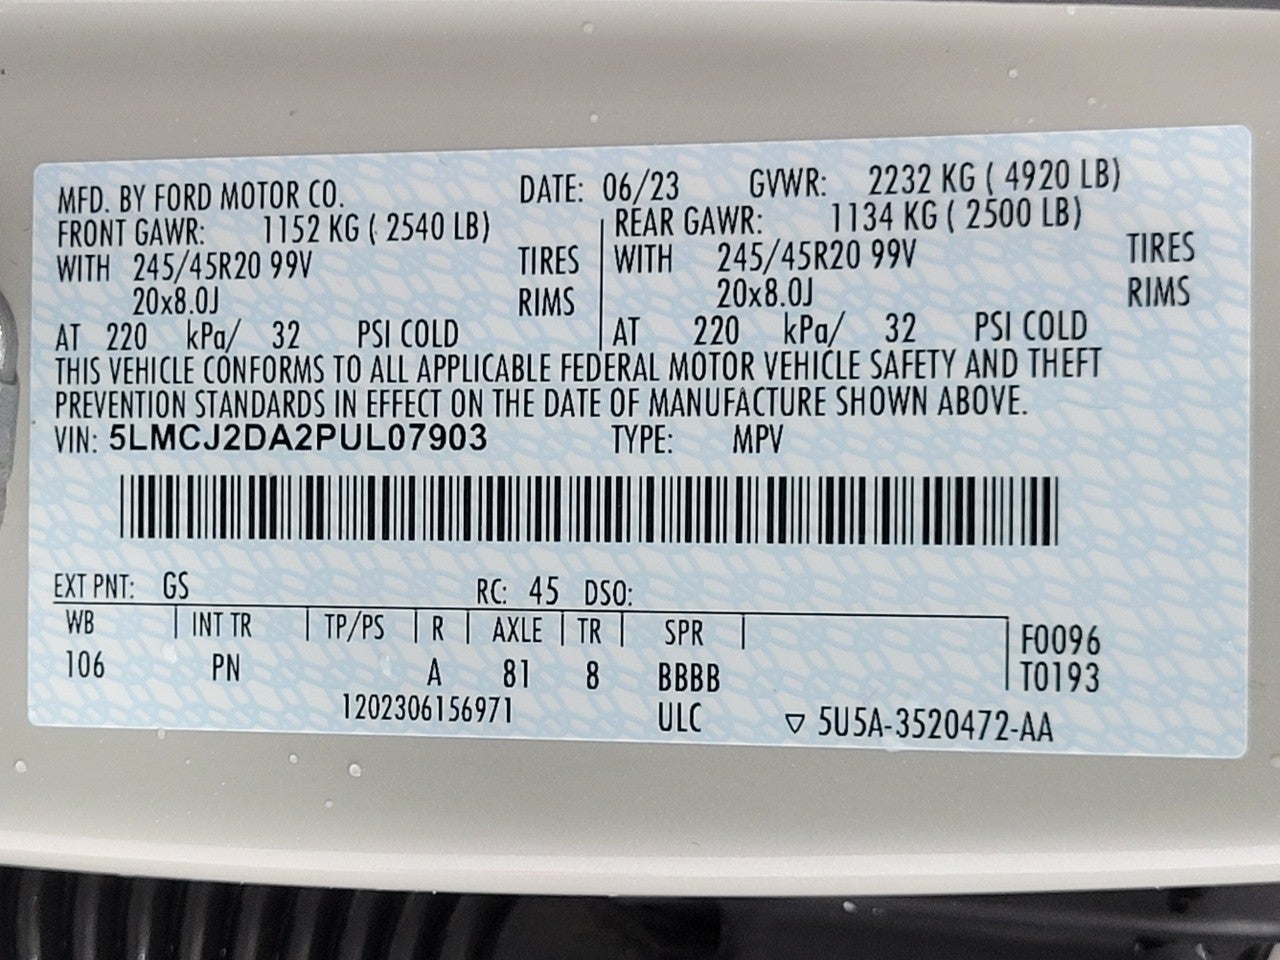 MFD. BY FORD MOTOR CO. DATE: 06/23 GVWR: 2232 KG ( 4920 LB)
FRONT GAWR: 1152 KG ( 2540 LB) REAR GAWR: 1134 KG ( 2500 LB)
WITH 245/45R20 99V TIRES WITH 245/45R20 99V TIRES
20x8.0J RIMS 20x8.0J RIMS
AT 220 kPa/ 32 PSI COLD AT 220 kPa/ 32 PSI COLD
THIS VEHICLE CONFORMS TO ALL APPLICABLE FEDERAL MOTOR VEHICLE SAFETY AND THEFT
PREVENTION STANDARDS IN EFFECT ON THE DATE OF MANUFACTURE SHOWN ABOVE.
VIN: 5LMCJ2DA2PUL07903 TYPE: MPV
EXT PNT: GS RC: 45 DSO:
WB INT TR TP/PS R AXLE TR SPR F0096
106 PN A 81 8 BBBB T0193
1202306156971 ULC ▽ 5U5A-3520472-AA